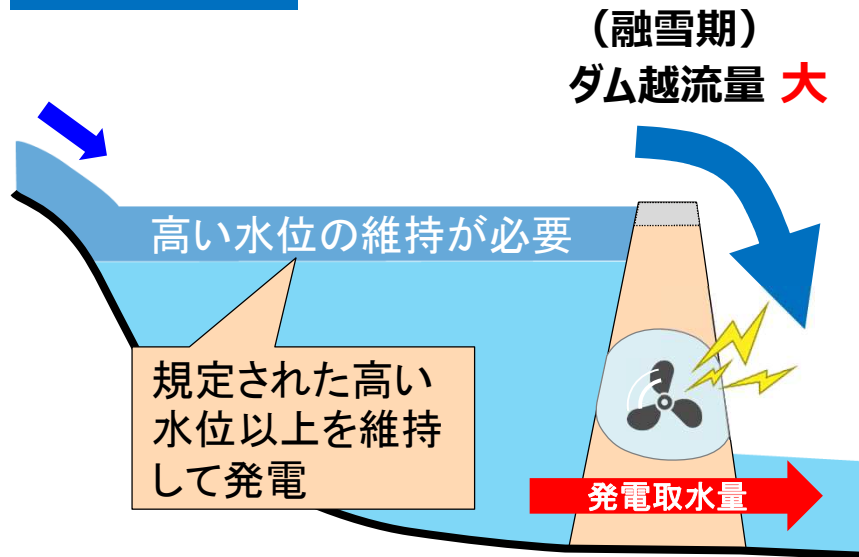 （融雪期）
ダム越流量 大
高い水位の維持が必要
規定された高い
水位以上を維持
して発電
発電取水量